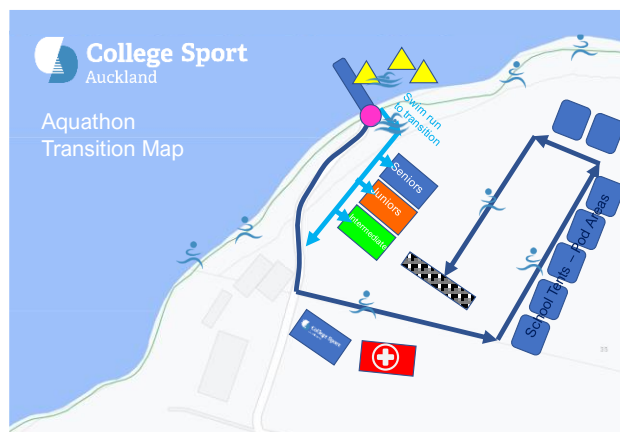 College Sport
Auckland
Aquathon
Transition Map
Swim run
to transition
Seniors
Juniors
Intermediate
School Tents – Pod Areas
College Sport
35